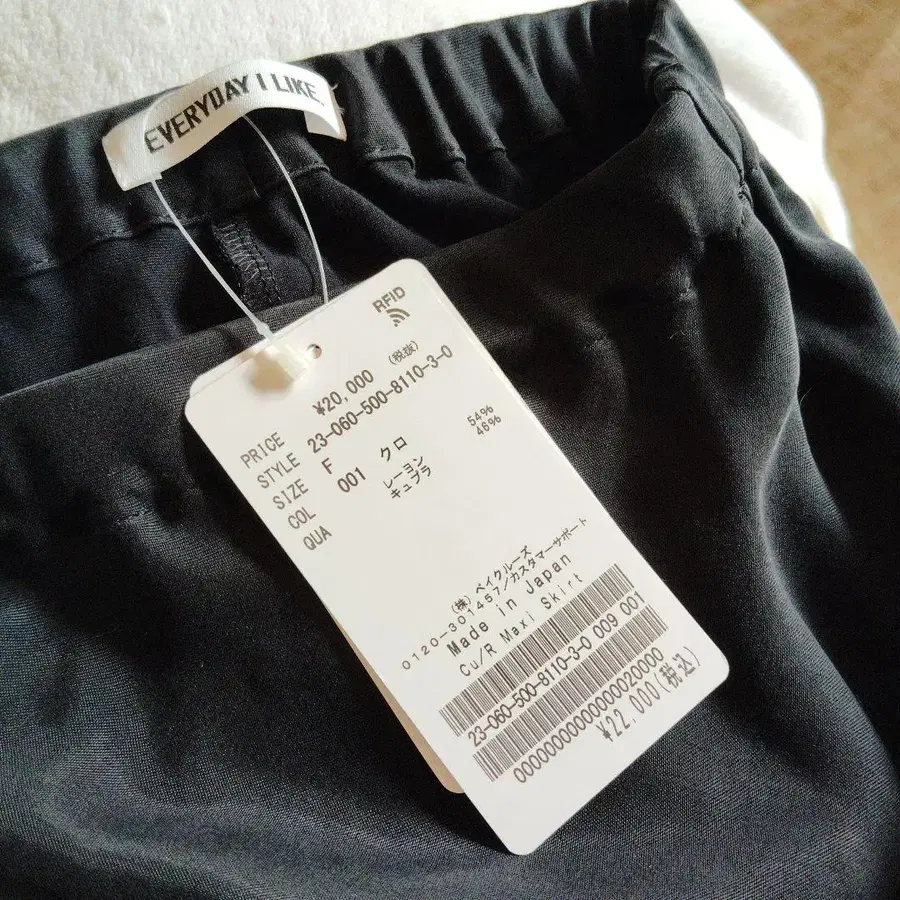 EVERYDAY I LIKE.
RFID
PRICE ¥20,000 (税抜)
STYLE 23-060-500-8110-3-0
SIZE F
COL 001 クロ
QUA レーヨン 54%
キュプラ 46%
(株) ベイクルーズ
0120-301457/カスタマーサポート
Made in Japan
Cu/R Maxi Skirt
23-060-500-8110-3-0 009 001
0000000000000020000
¥22,000(税込)